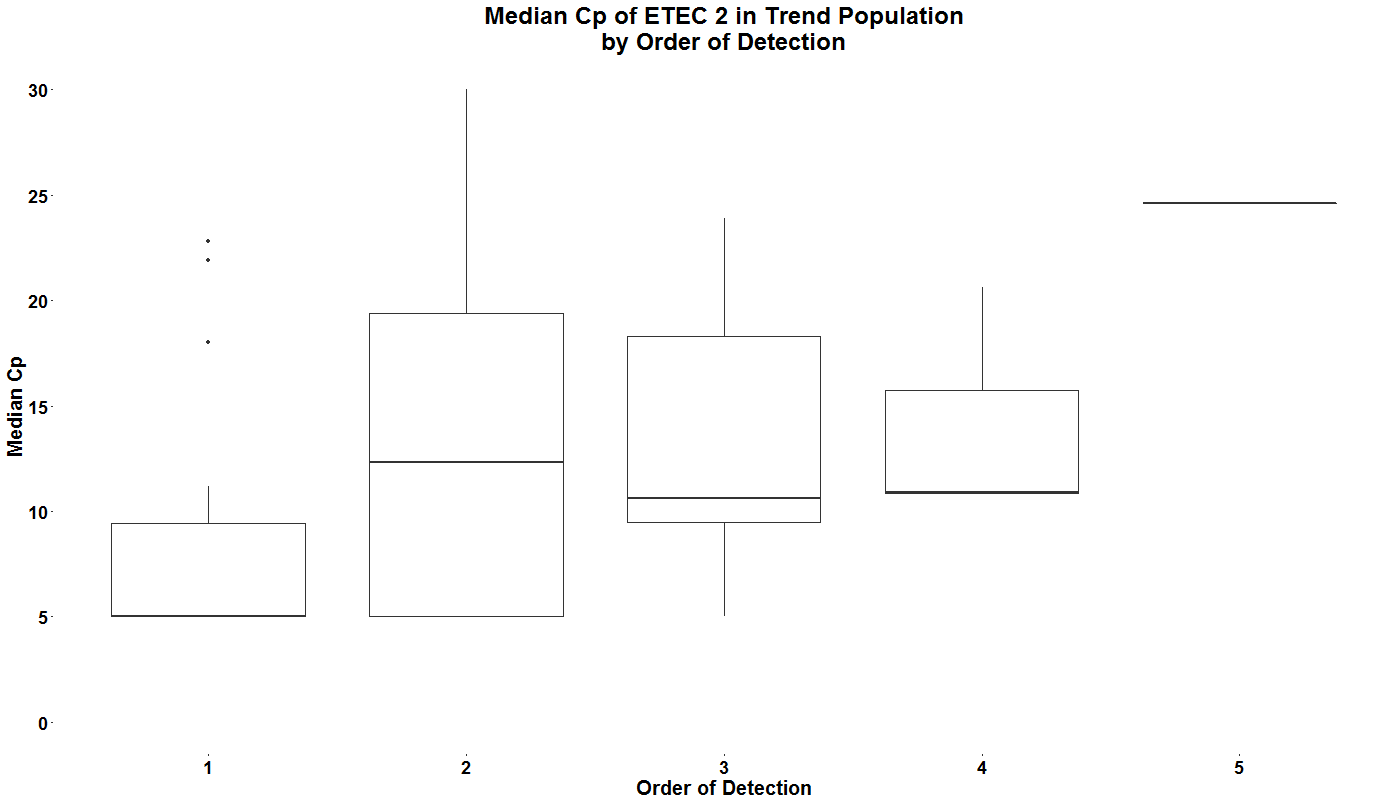 Median Cp of ETEC 2 in Trend Population
by Order of Detection
Median Cp
30
25
20
15
10
5
0
1 2 3 4 5
Order of Detection